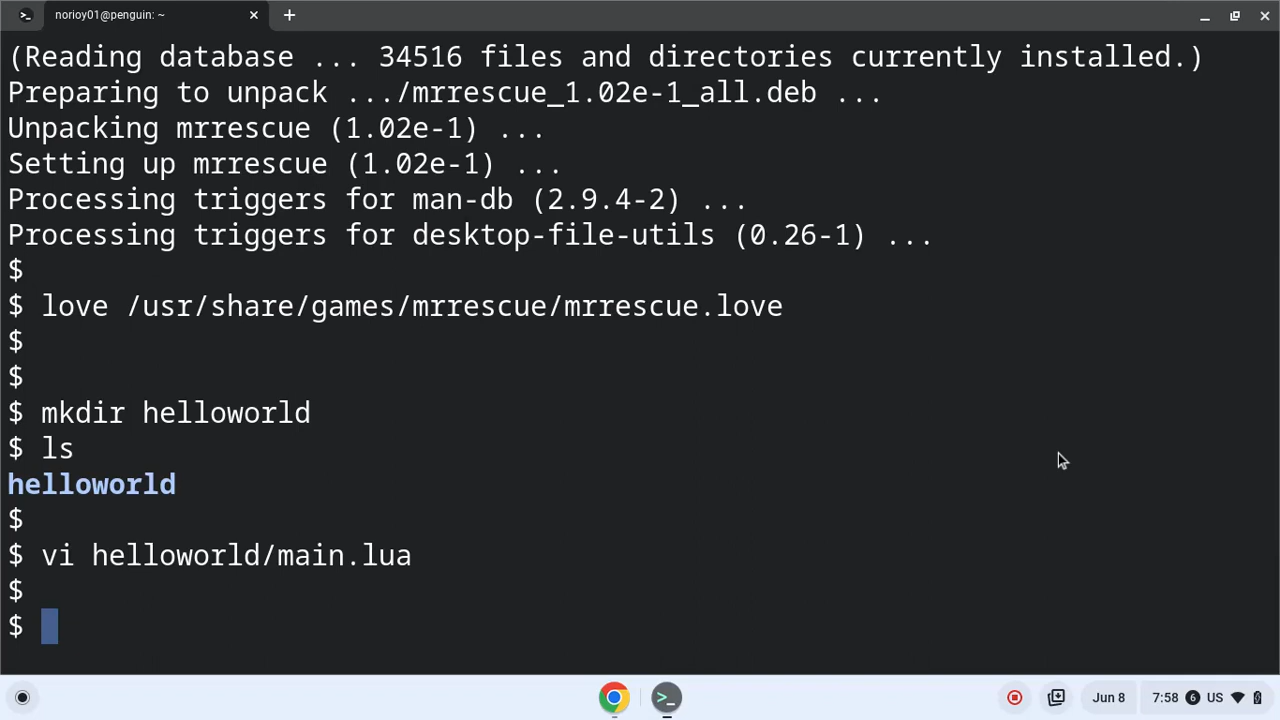 norioy01@penguin: ~
(Reading database ... 34516 files and directories currently installed.)
Preparing to unpack .../mrrescue_1.02e-1_all.deb ...
Unpacking mrrescue (1.02e-1) ...
Setting up mrrescue (1.02e-1) ...
Processing triggers for man-db (2.9.4-2) ...
Processing triggers for desktop-file-utils (0.26-1) ...
$
$ love /usr/share/games/mrrescue/mrrescue.love
$
$
$ mkdir helloworld
$ ls
helloworld
$
$ vi helloworld/main.lua
$
$
Jun 8 7:58 6 US